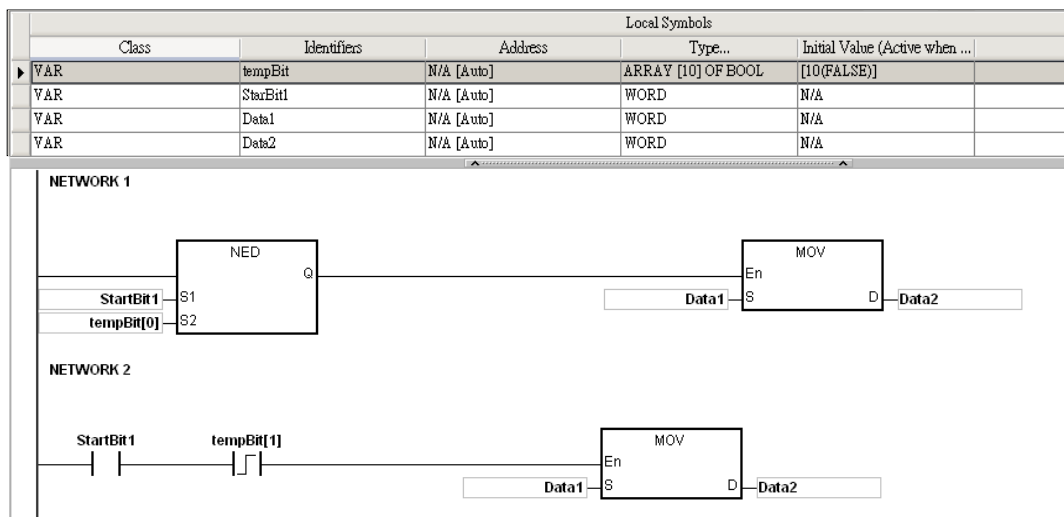 Local Symbols
Class Identifiers Address Type... Initial Value (Active when ...
VAR tempBit N/A [Auto] ARRAY [10] OF BOOL [10(FALSE)]
VAR StarBit1 N/A [Auto] WORD N/A
VAR Data1 N/A [Auto] WORD N/A
VAR Data2 N/A [Auto] WORD N/A
NETWORK 1
NED MOV
Q En
StartBit1 S1 Data1 S D Data2
tempBit[0] S2
NETWORK 2
StartBit1 tempBit[1] MOV
En
Data1 S D Data2